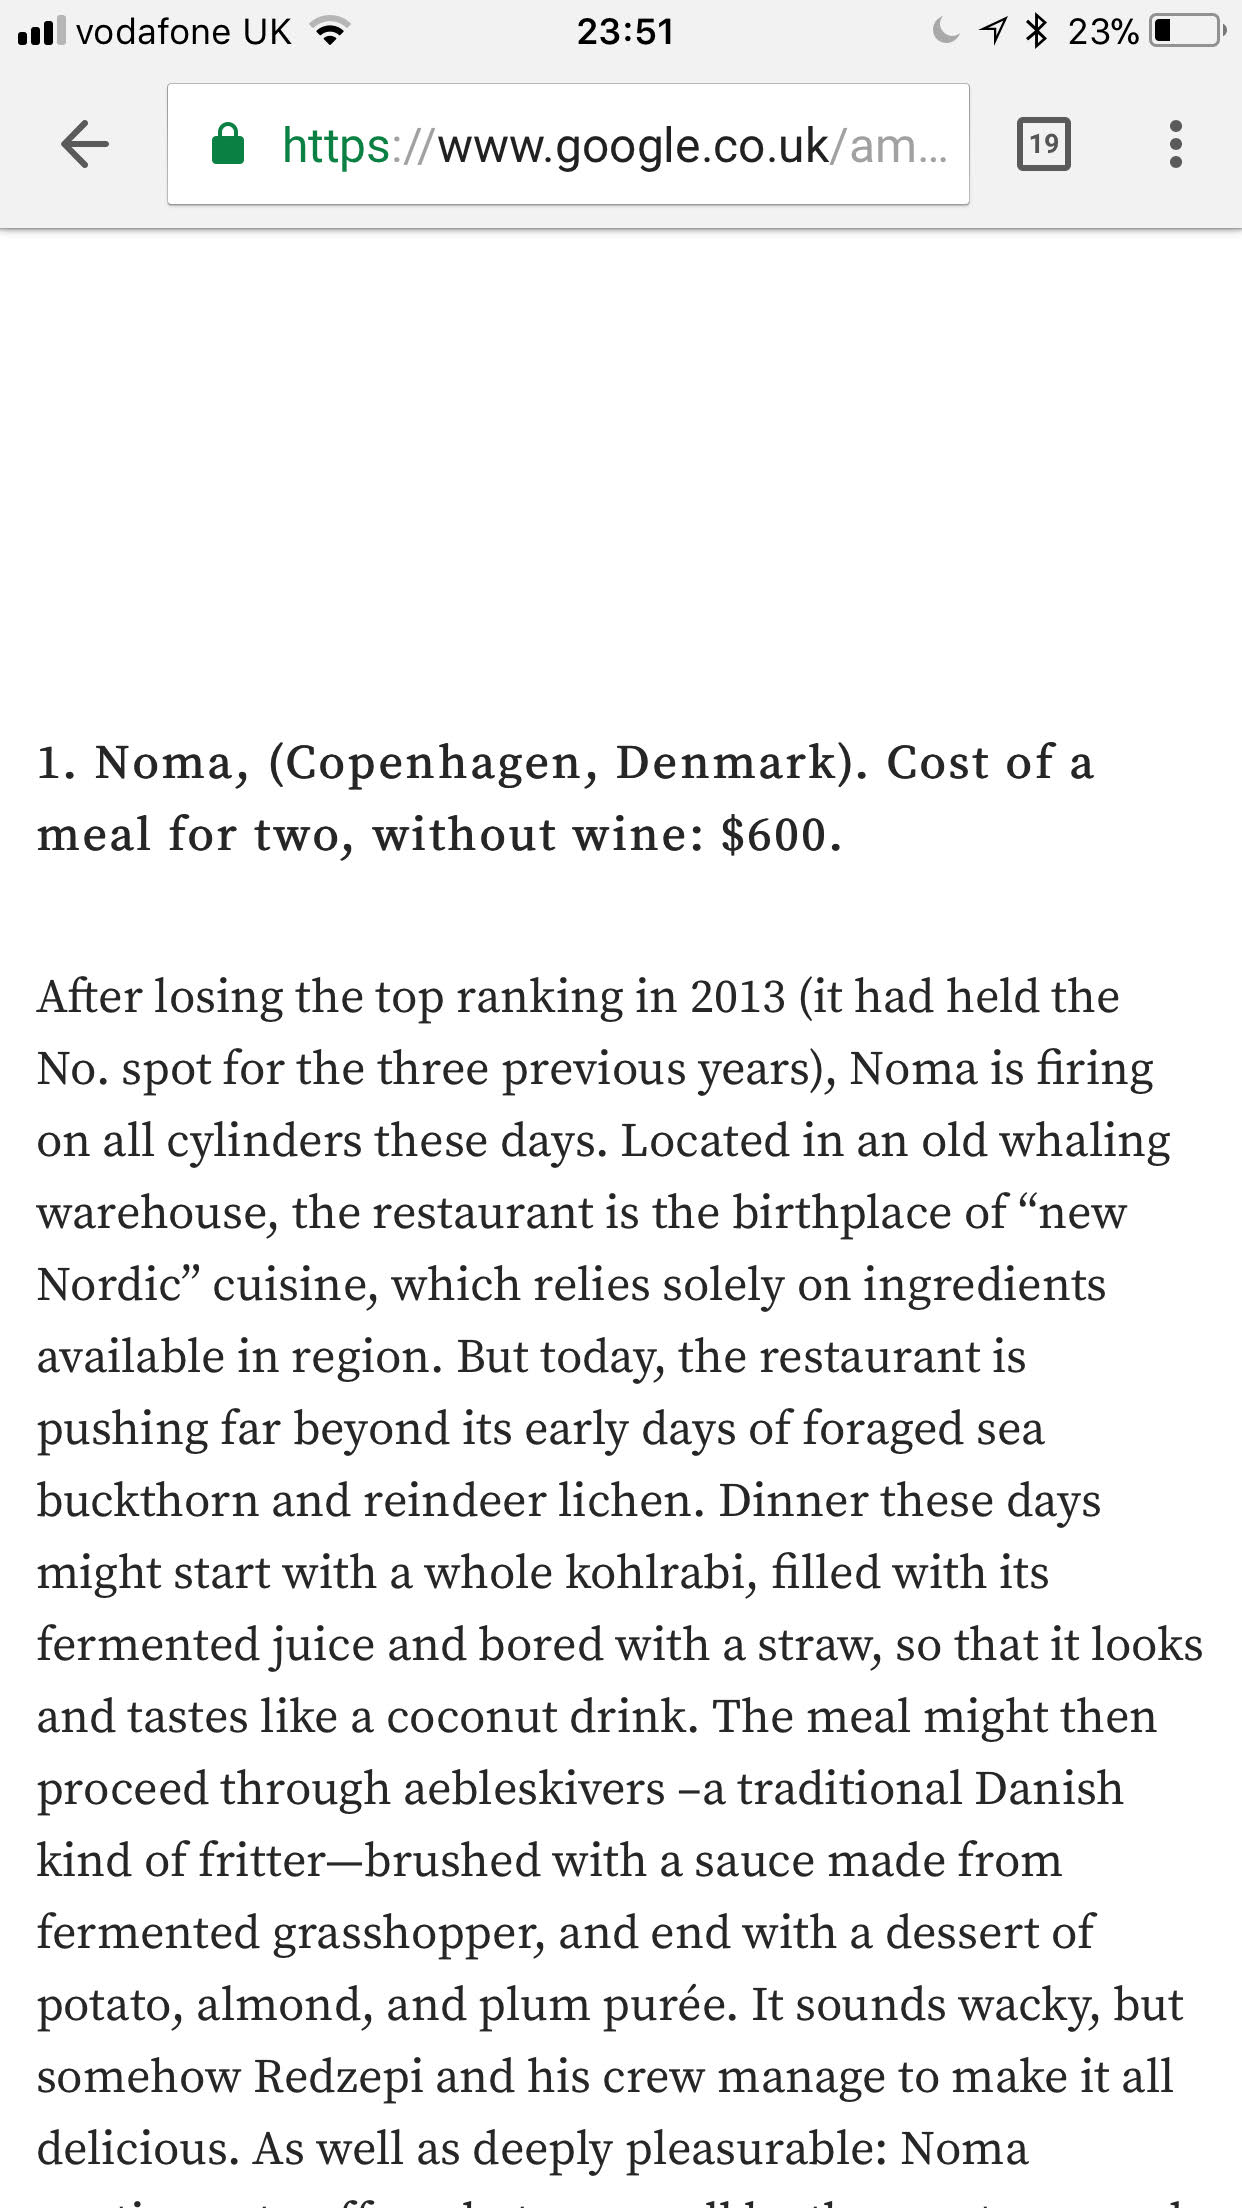 vodafone UK 23:51 23%
https://www.google.co.uk/am... 19
1. Noma, (Copenhagen, Denmark). Cost of a
meal for two, without wine: $600.
After losing the top ranking in 2013 (it had held the
No. spot for the three previous years), Noma is firing
on all cylinders these days. Located in an old whaling
warehouse, the restaurant is the birthplace of “new
Nordic” cuisine, which relies solely on ingredients
available in region. But today, the restaurant is
pushing far beyond its early days of foraged sea
buckthorn and reindeer lichen. Dinner these days
might start with a whole kohlrabi, filled with its
fermented juice and bored with a straw, so that it looks
and tastes like a coconut drink. The meal might then
proceed through aebleskivers –a traditional Danish
kind of fritter—brushed with a sauce made from
fermented grasshopper, and end with a dessert of
potato, almond, and plum purée. It sounds wacky, but
somehow Redzepi and his crew manage to make it all
delicious. As well as deeply pleasurable: Noma